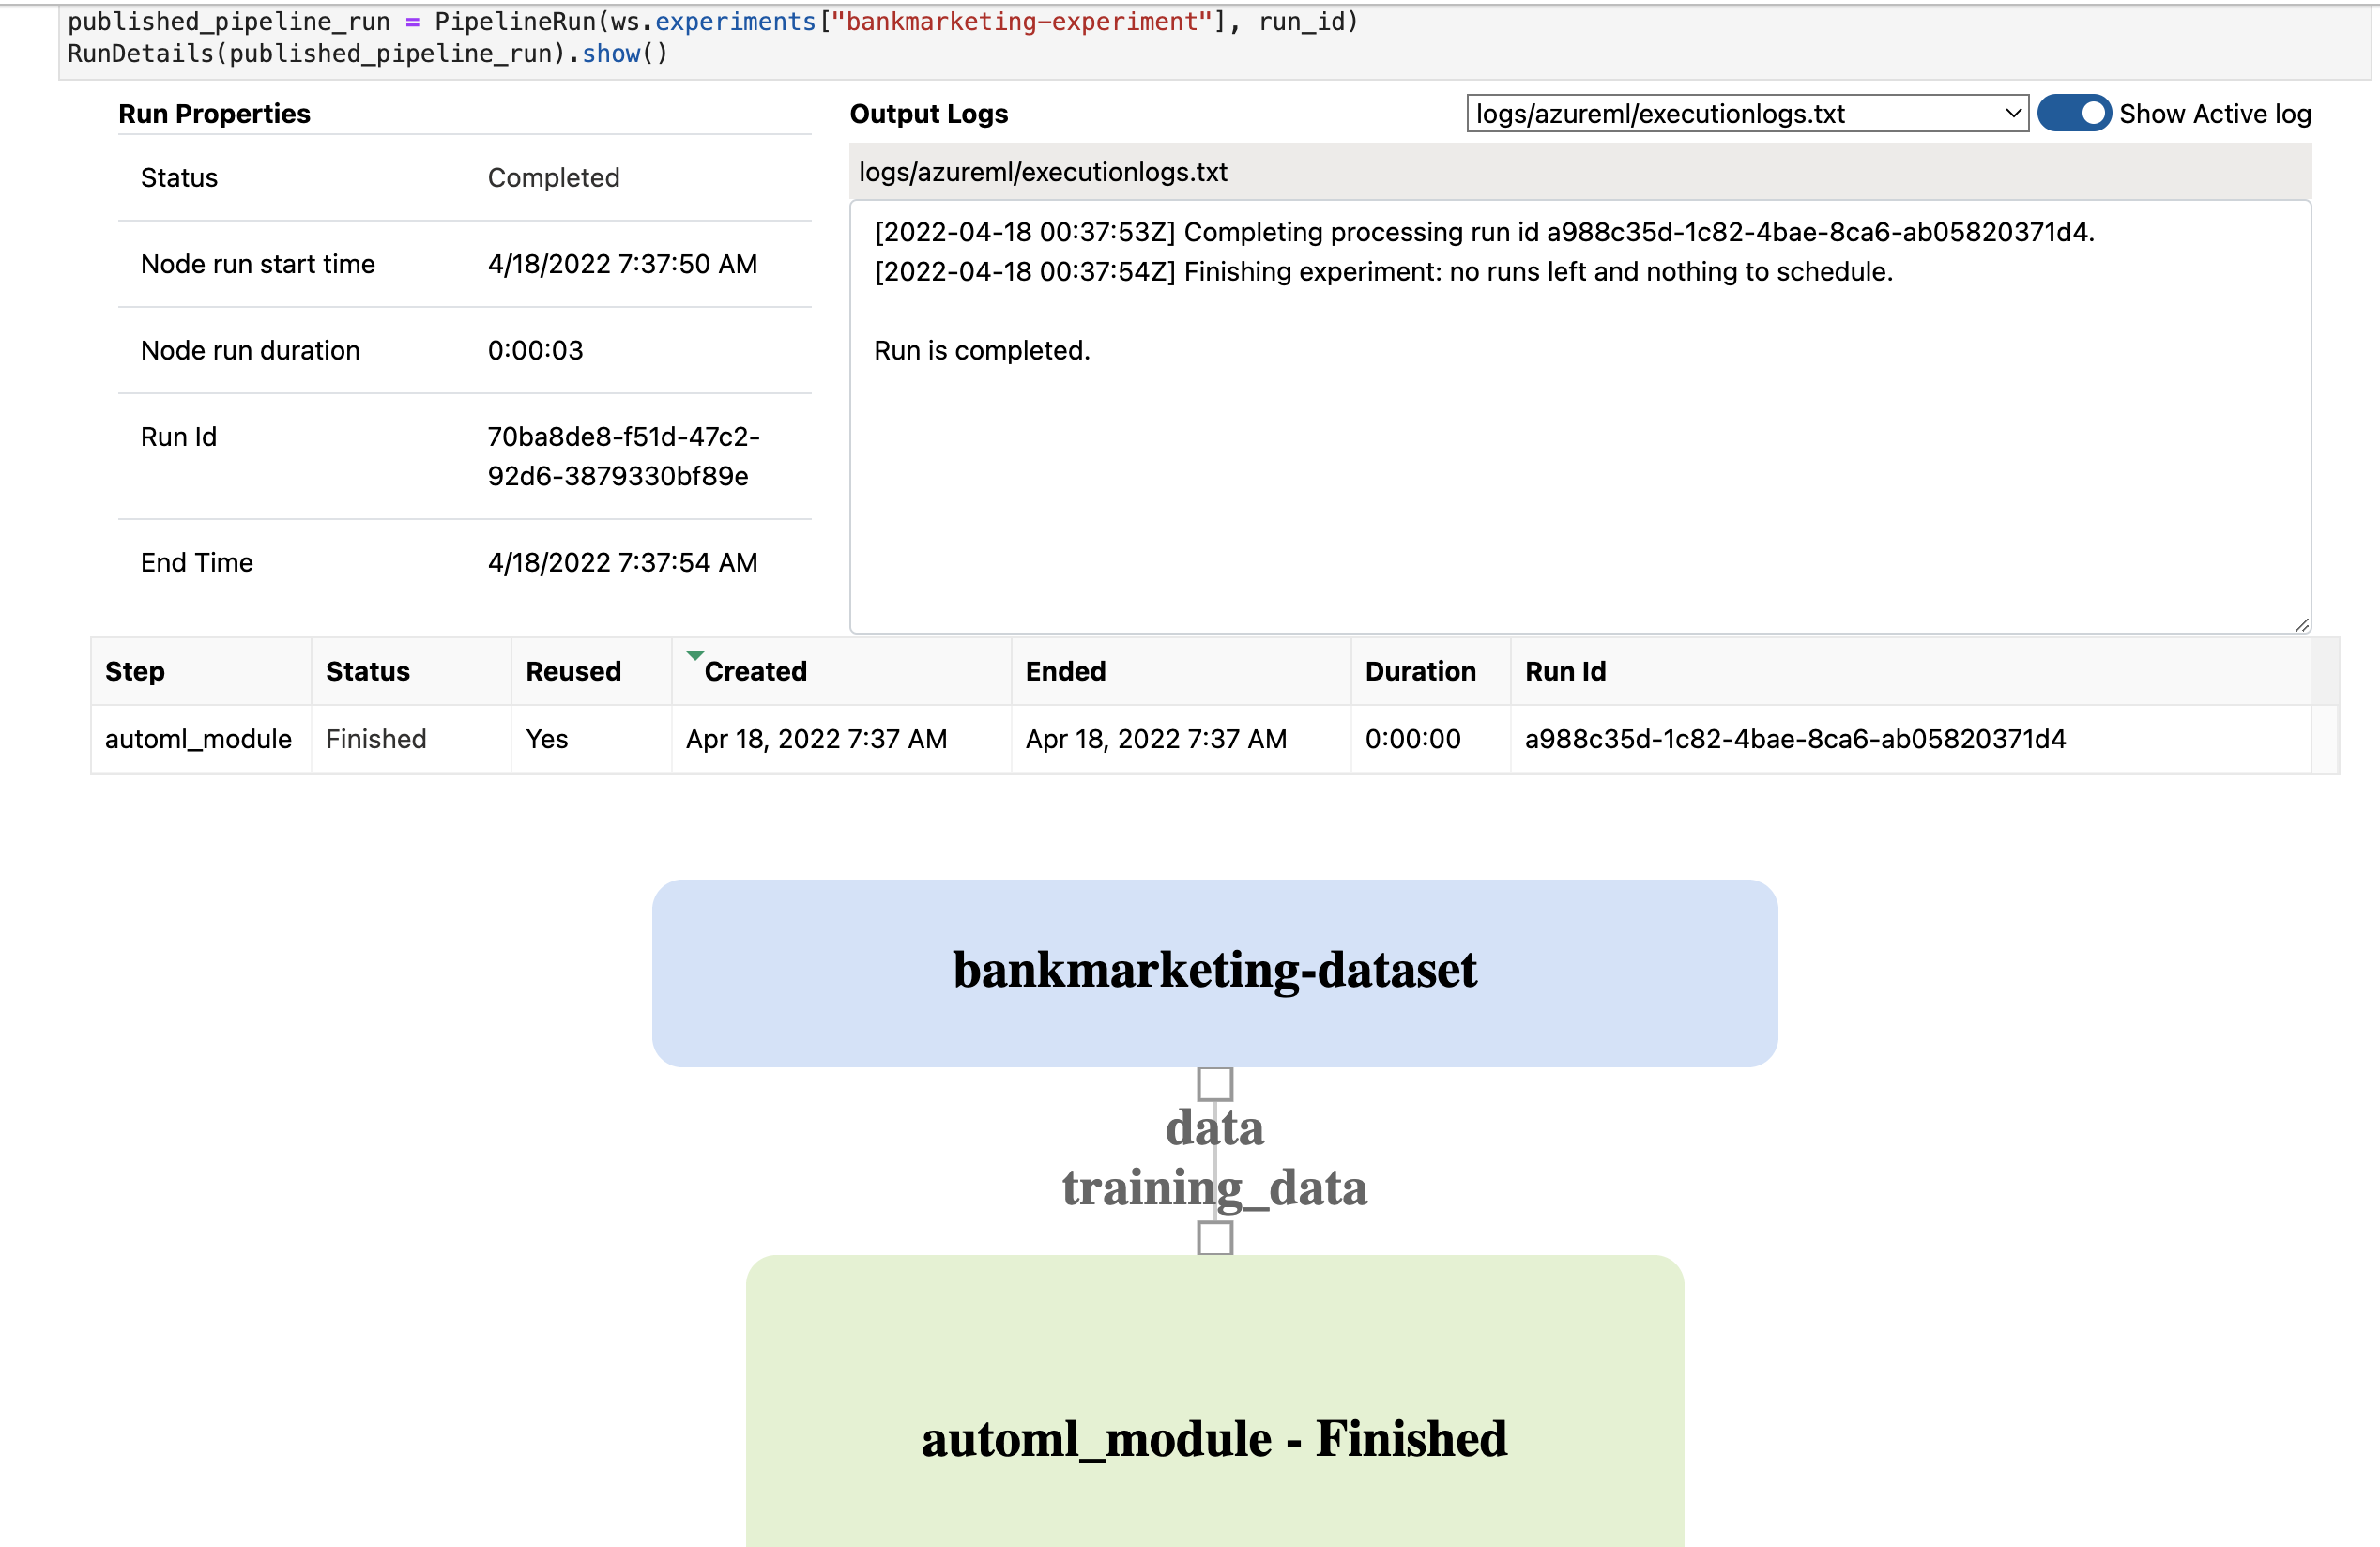 published_pipeline_run = PipelineRun(ws.experiments["bankmarketing-experiment"], run_id)
RunDetails(published_pipeline_run).show()
Run Properties
Status Completed
Node run start time 4/18/2022 7:37:50 AM
Node run duration 0:00:03
Run Id 70ba8de8-f51d-47c2-
92d6-3879330bf89e
End Time 4/18/2022 7:37:54 AM
Output Logs logs/azureml/executionlogs.txt Show Active log
logs/azureml/executionlogs.txt
[2022-04-18 00:37:53Z] Completing processing run id a988c35d-1c82-4bae-8ca6-ab05820371d4.
[2022-04-18 00:37:54Z] Finishing experiment: no runs left and nothing to schedule.
Run is completed.
Step Status Reused Created Ended Duration Run Id
automl_module Finished Yes Apr 18, 2022 7:37 AM Apr 18, 2022 7:37 AM 0:00:00 a988c35d-1c82-4bae-8ca6-ab05820371d4
bankmarketing-dataset
data
training_data
automl_module - Finished